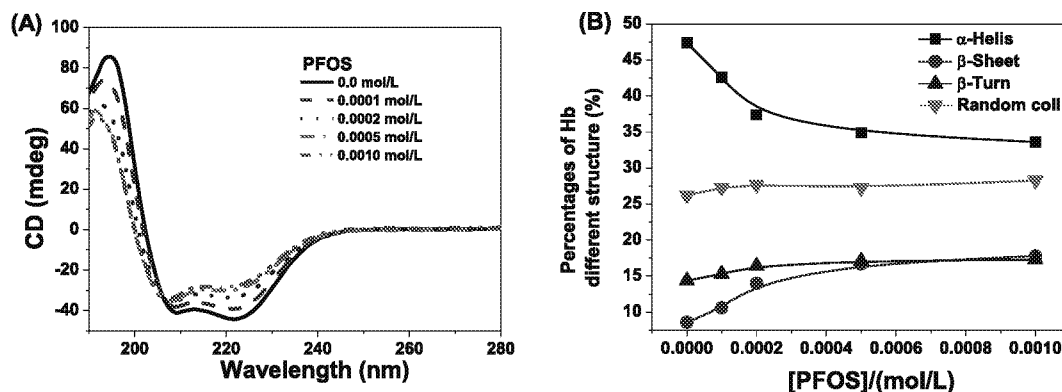 (A)
100
80
60
40
20
0
-20
-40
CD (mdeg)
PFOS
0.0 mol/L
0.0001 mol/L
0.0002 mol/L
0.0005 mol/L
0.0010 mol/L
200
220
240
260
280
Wavelength (nm)
(B)
50
45
40
35
30
25
20
15
10
Percentages of Hb
different structure (%)
α-Helis
β-Sheet
β-Turn
Random coll
0.0000
0.0002
0.0004
0.0006
0.0008
0.0010
[PFOS]/(mol/L)